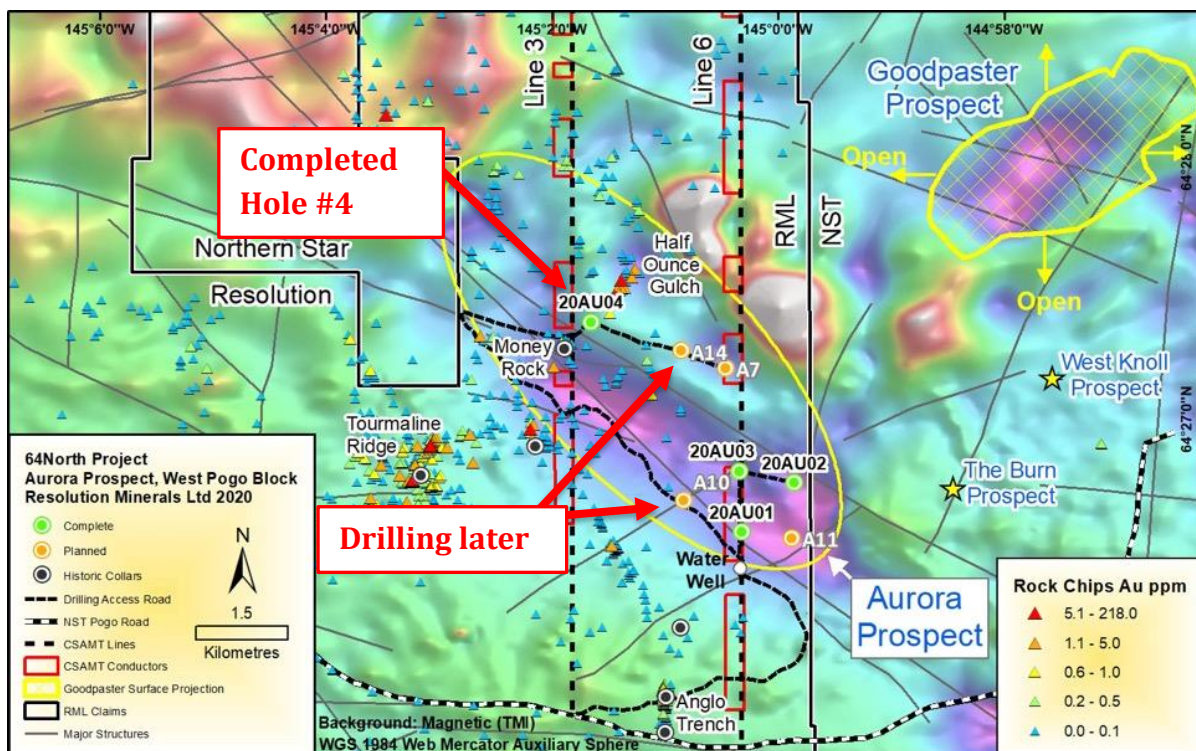 145°6'0"W
145°4'0"W
145°2'0"W
145°0'0"W
144°58'0"W
Line 3
Line 6
Goodpaster
Prospect
64°28'0"N
Open
Open
Completed
Hole #4
RML
NST
Northern Star
Resolution
Half
Ounce
Gulch
20AU04
Money
Rock
A14
A7
West Knoll
Prospect
64°27'0"N
Tourmaline
Ridge
20AU03
20AU02
A10
The Burn
Prospect
20AU01
A11
Drilling later
Water
Well
Aurora
Prospect
Anglo
Trench
64North Project
Aurora Prospect, West Pogo Block
Resolution Minerals Ltd 2020
Complete
Planned
Historic Collars
Drilling Access Road
NST Pogo Road
CSAMT Lines
CSAMT Conductors
Goodpaster Surface Projection
RML Claims
Major Structures
N
1.5
Kilometres
Background: Magnetic (TMI)
WGS 1984 Web Mercator Auxiliary Sphere
Rock Chips Au ppm
5.1 - 218.0
1.1 - 5.0
0.6 - 1.0
0.2 - 0.5
0.0 - 0.1